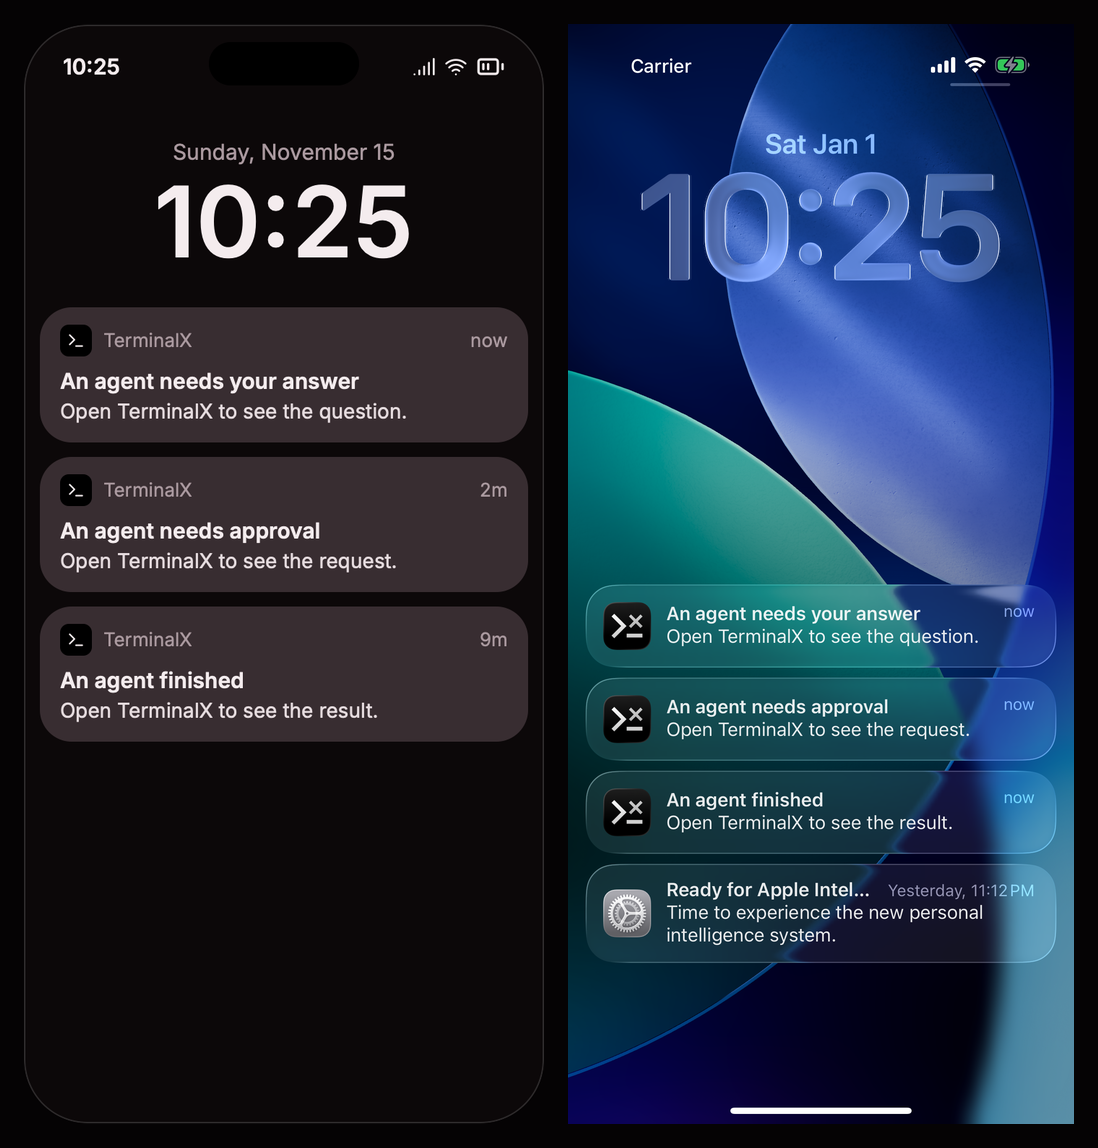 10:25
Sunday, November 15
10:25
TerminalX
now
An agent needs your answer
Open TerminalX to see the question.
TerminalX
2m
An agent needs approval
Open TerminalX to see the request.
TerminalX
9m
An agent finished
Open TerminalX to see the result.
Carrier
Sat Jan 1
10:25
An agent needs your answer
now
Open TerminalX to see the question.
An agent needs approval
now
Open TerminalX to see the request.
An agent finished
now
Open TerminalX to see the result.
Ready for Apple Intel...
Yesterday, 11:12 PM
Time to experience the new personal
intelligence system.